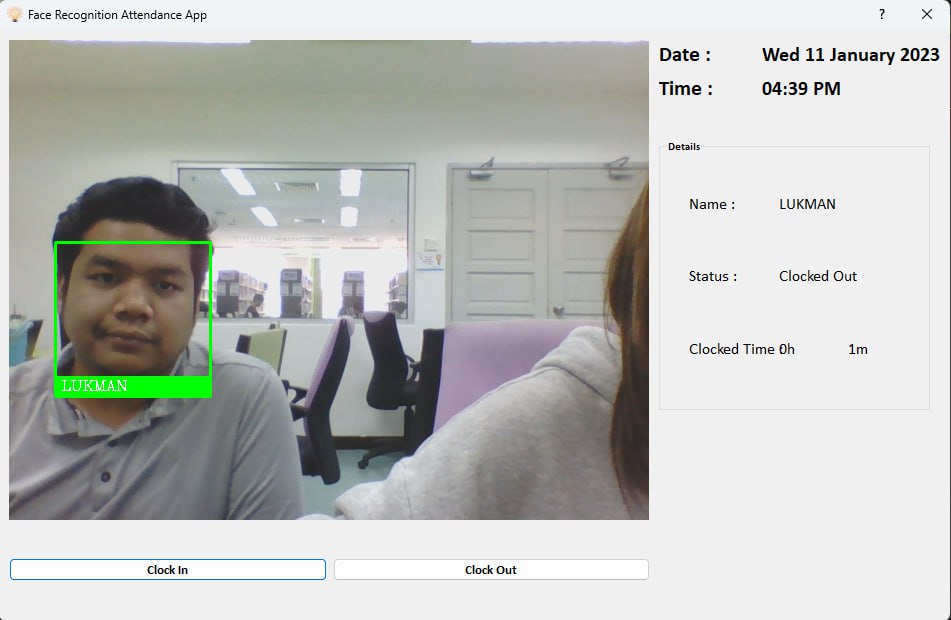 Face Recognition Attendance App
?
Date : Wed 11 January 2023
Time : 04:39 PM
Details
Name : LUKMAN
Status : Clocked Out
Clocked Time : 0h 1m
LUKMAN
Clock In Clock Out